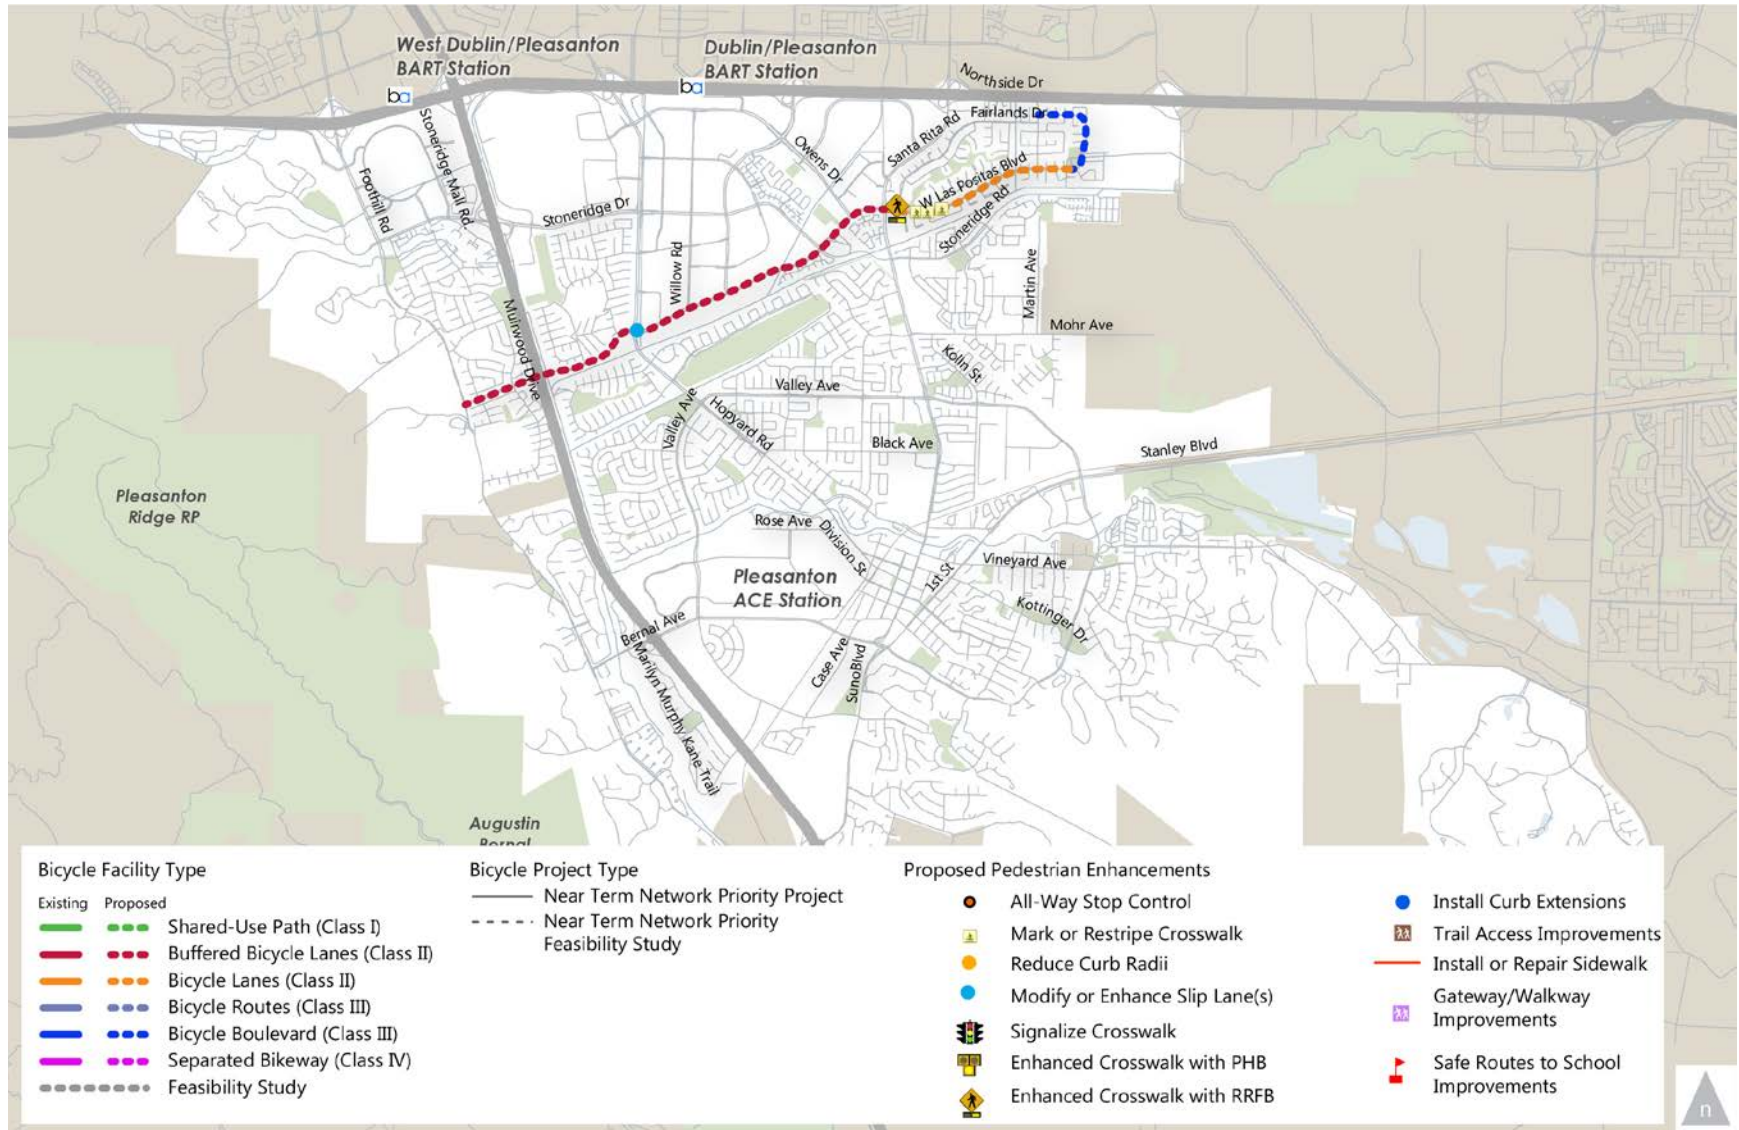 West Dublin/Pleasanton
BART Station
Dublin/Pleasanton
BART Station
ba
ba
Northside Dr
Fairlands Dr
Santa Rita Rd
Owens Dr
Stoneridge Mall Rd.
Foothill Rd
W Las Positas Blvd
Stoneridge Dr
Stoneridge Rd
Willow Rd
Martin Ave
Mohr Ave
Muirwood Drive
Kolln St
Valley Ave
Valley Ave
Hopyard Rd
Black Ave
Stanley Blvd
Pleasanton
Ridge RP
Rose Ave
Division St
Vineyard Ave
1st St
Pleasanton
ACE Station
Kottinger Dr
Bernal Ave
Case Ave
SunoBlvd
Marilyn Murphy Kane Trail
Augustin
Bernal
Bicycle Facility Type
Existing Proposed
Shared-Use Path (Class I)
Buffered Bicycle Lanes (Class II)
Bicycle Lanes (Class II)
Bicycle Routes (Class III)
Bicycle Boulevard (Class III)
Separated Bikeway (Class IV)
Feasibility Study
Bicycle Project Type
Near Term Network Priority Project
Near Term Network Priority
Feasibility Study
Proposed Pedestrian Enhancements
All-Way Stop Control
Mark or Restripe Crosswalk
Reduce Curb Radii
Modify or Enhance Slip Lane(s)
Signalize Crosswalk
Enhanced Crosswalk with PHB
Enhanced Crosswalk with RRFB
Install Curb Extensions
Trail Access Improvements
Install or Repair Sidewalk
Gateway/Walkway
Improvements
Safe Routes to School
Improvements
n